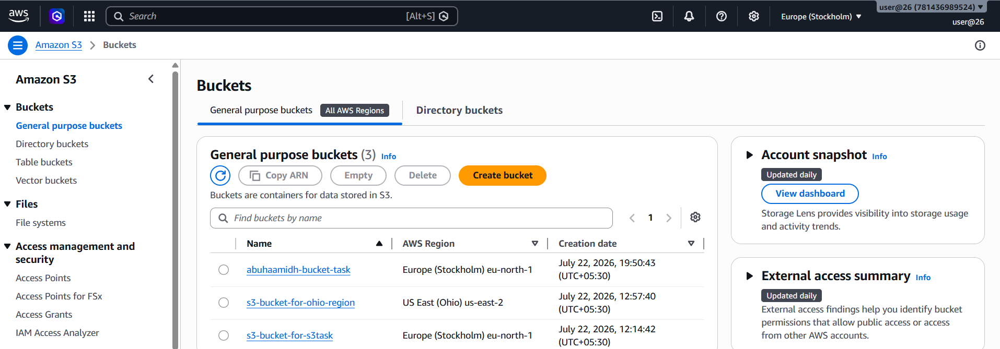 aws
Search
[Alt+S]
Europe (Stockholm)
user@26 (781436989524)
user@26
Amazon S3
Buckets
Amazon S3
Buckets
General purpose buckets
Directory buckets
Table buckets
Vector buckets
Files
File systems
Access management and
security
Access Points
Access Points for FSx
Access Grants
IAM Access Analyzer
Buckets
General purpose buckets
All AWS Regions
Directory buckets
General purpose buckets (3) Info
Copy ARN
Empty
Delete
Create bucket
Buckets are containers for data stored in S3.
Find buckets by name
1
Name
AWS Region
Creation date
abuhaamidh-bucket-task
Europe (Stockholm) eu-north-1
July 22, 2026, 19:50:43
(UTC+05:30)
s3-bucket-for-ohio-region
US East (Ohio) us-east-2
July 22, 2026, 12:57:40
(UTC+05:30)
s3-bucket-for-s3task
Europe (Stockholm) eu-north-1
July 22, 2026, 12:14:42
(UTC+05:30)
Account snapshot Info
Updated daily
View dashboard
Storage Lens provides visibility into storage usage
and activity trends.
External access summary Info
Updated daily
External access findings help you identify bucket
permissions that allow public access or access
from other AWS accounts.